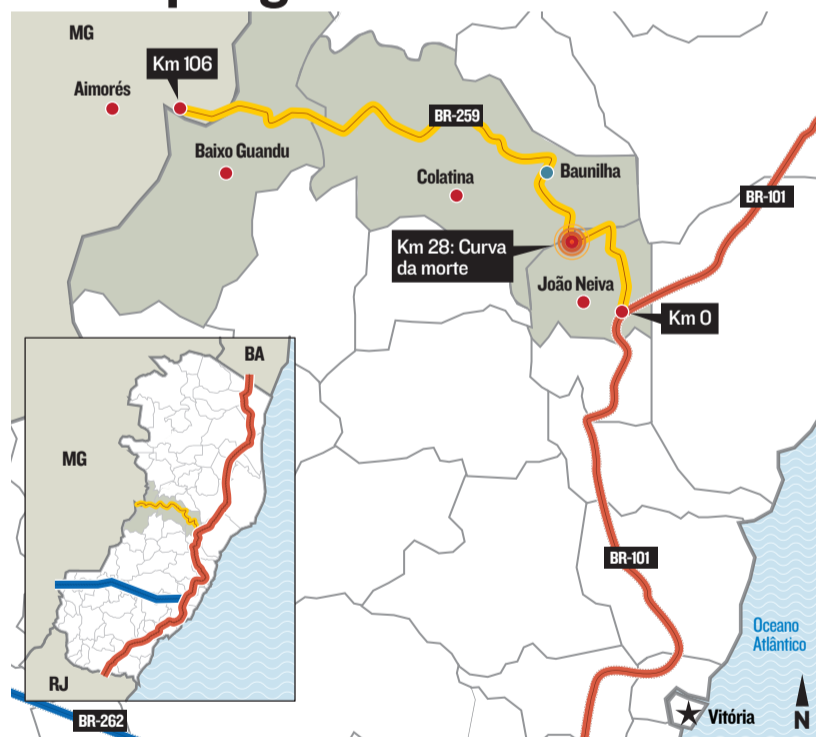 MG
Km 106
Aimorés
BR-259
Baixo Guandu
Colatina
Baunilha
BR-101
Km 28: Curva
da morte
João Neiva
Km 0
BA
MG
RJ
BR-262
BR-101
Oceano
Atlântico
Vitória
N